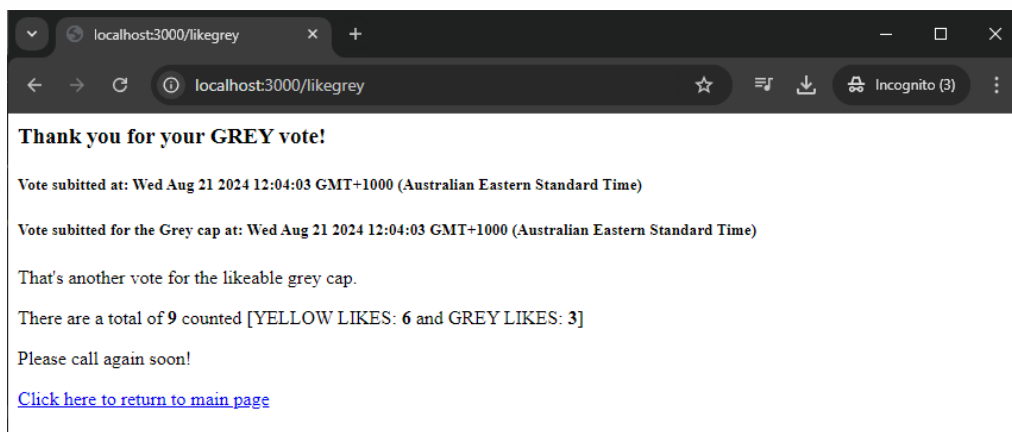 localhost:3000/likegrey
localhost:3000/likegrey
Incognito (3)
Thank you for your GREY vote!
Vote subitted at: Wed Aug 21 2024 12:04:03 GMT+1000 (Australian Eastern Standard Time)
Vote subitted for the Grey cap at: Wed Aug 21 2024 12:04:03 GMT+1000 (Australian Eastern Standard Time)
That's another vote for the likeable grey cap.
There are a total of 9 counted [YELLOW LIKES: 6 and GREY LIKES: 3]
Please call again soon!
Click here to return to main page